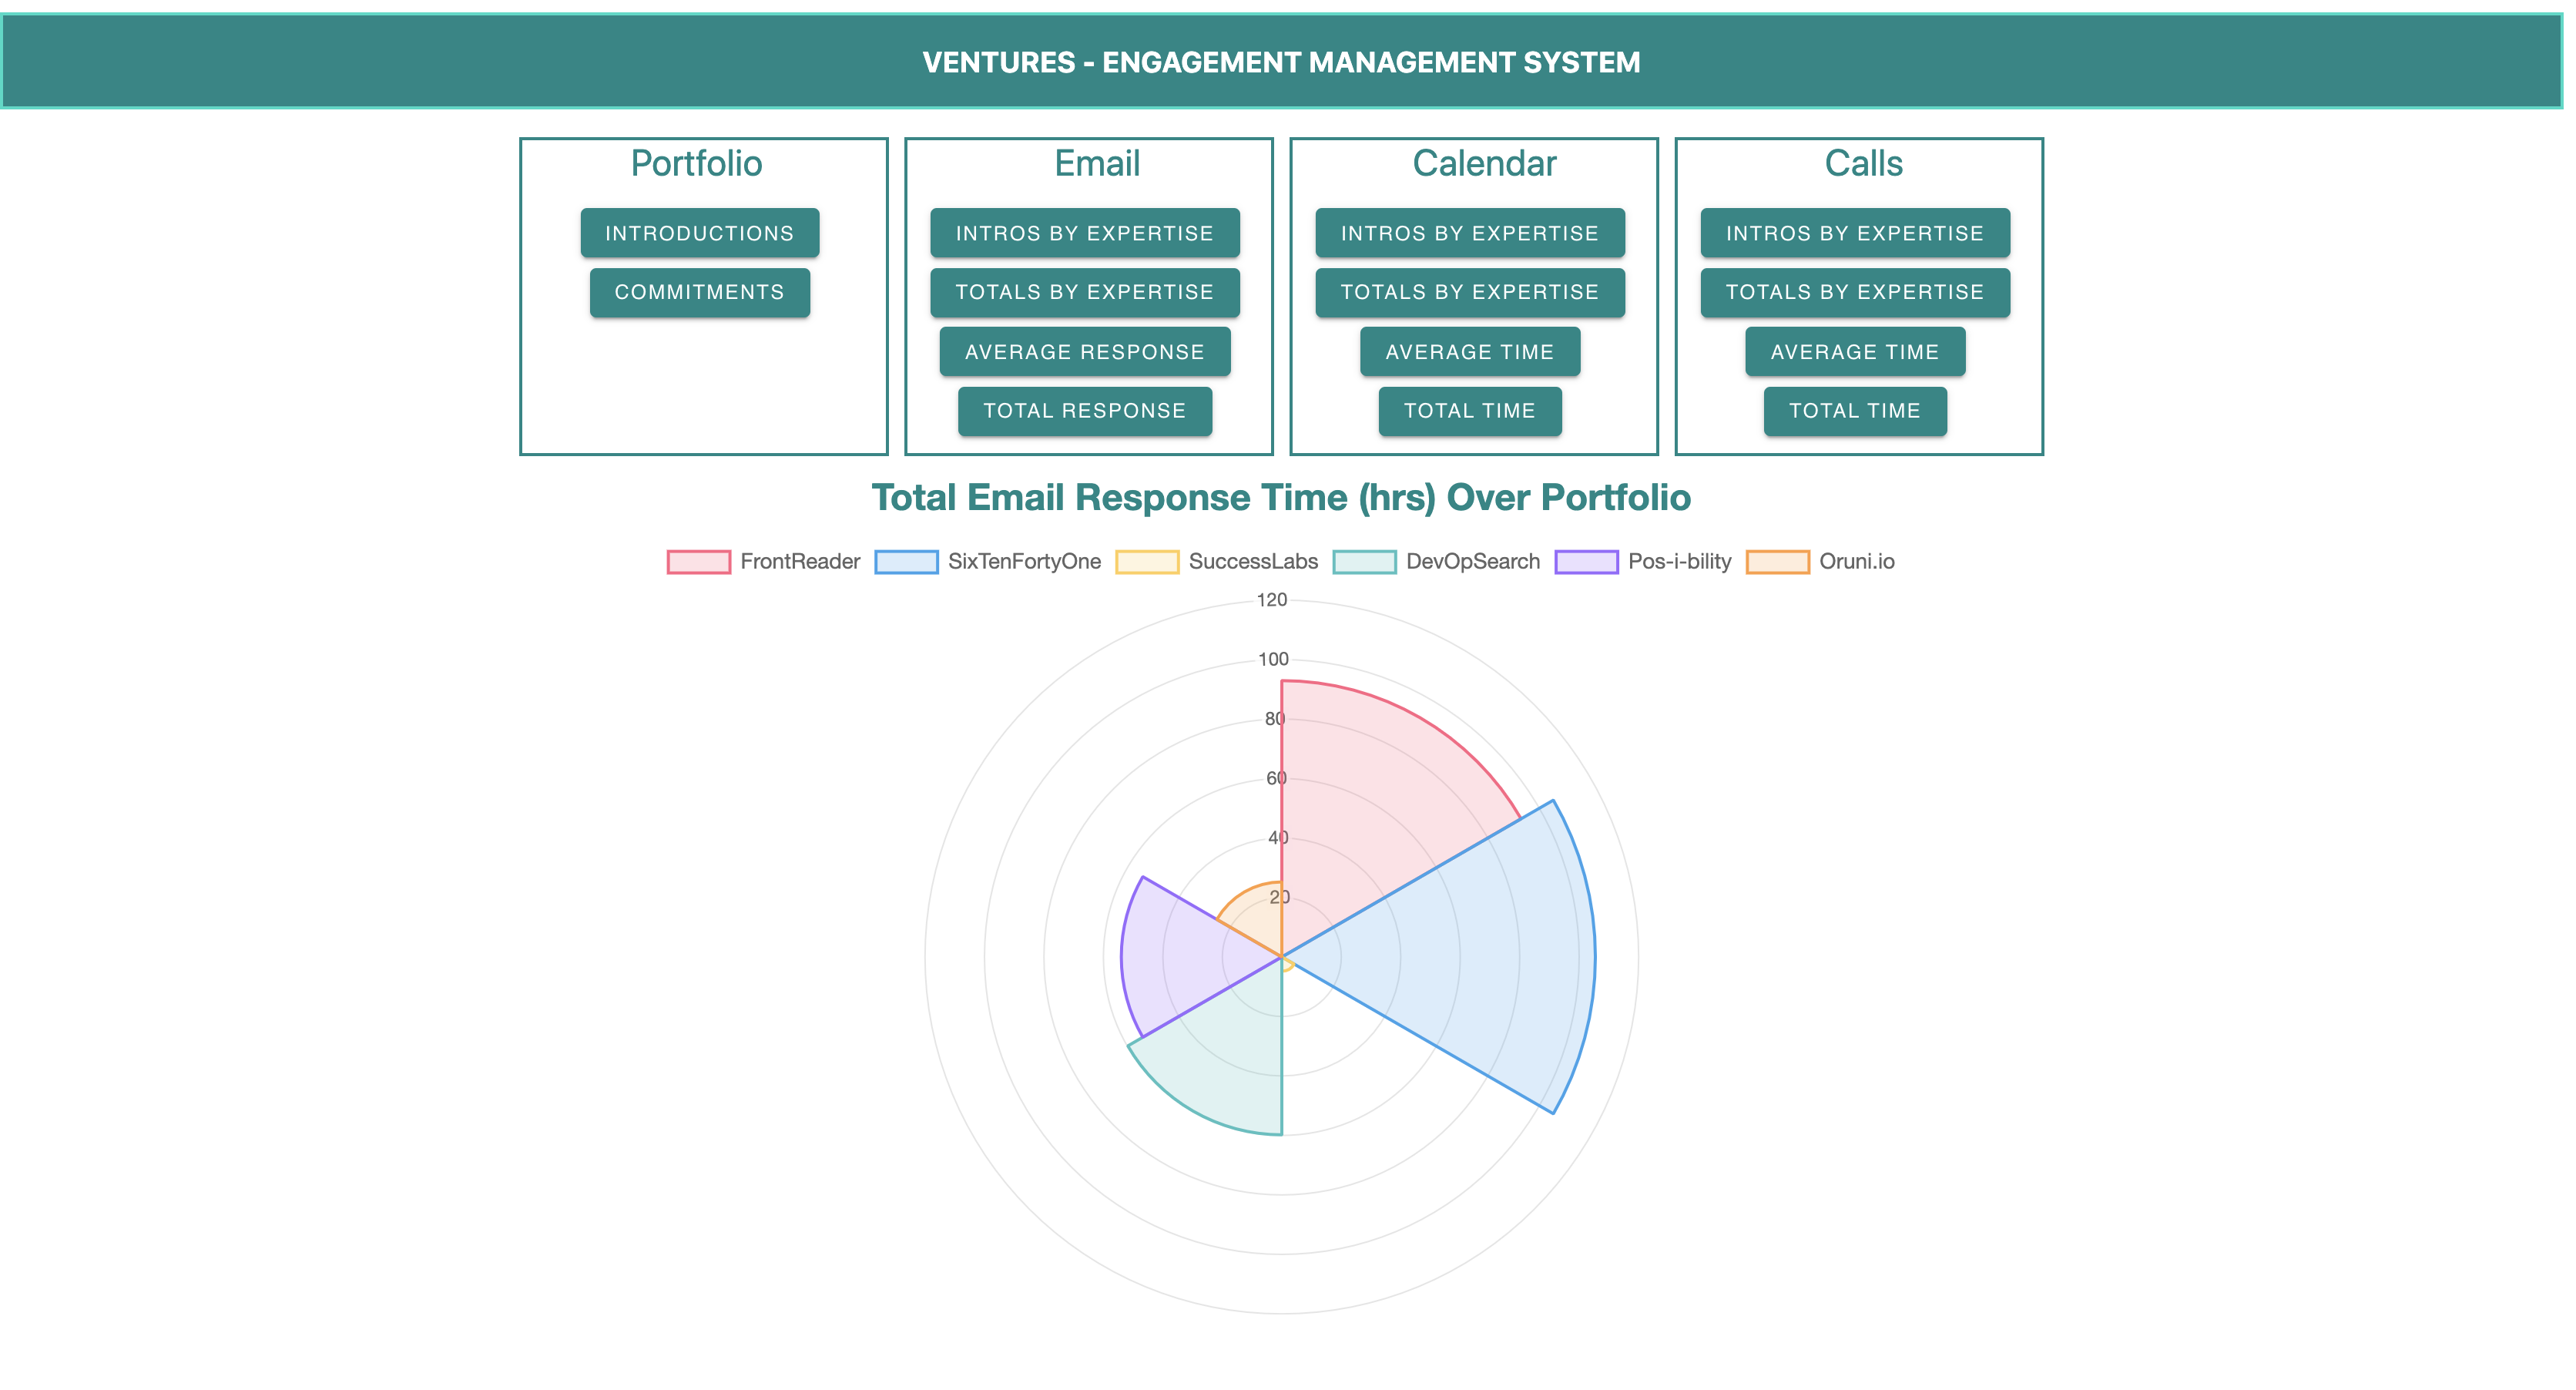 VENTURES - ENGAGEMENT MANAGEMENT SYSTEM
Portfolio
INTRODUCTIONS
COMMITMENTS
Email
INTROS BY EXPERTISE
TOTALS BY EXPERTISE
AVERAGE RESPONSE
TOTAL RESPONSE
Calendar
INTROS BY EXPERTISE
TOTALS BY EXPERTISE
AVERAGE TIME
TOTAL TIME
Calls
INTROS BY EXPERTISE
TOTALS BY EXPERTISE
AVERAGE TIME
TOTAL TIME
Total Email Response Time (hrs) Over Portfolio
FrontReader SixTenFortyOne SuccessLabs DevOpSearch Pos-i-bility Oruni.io
120
100
80
60
40
20